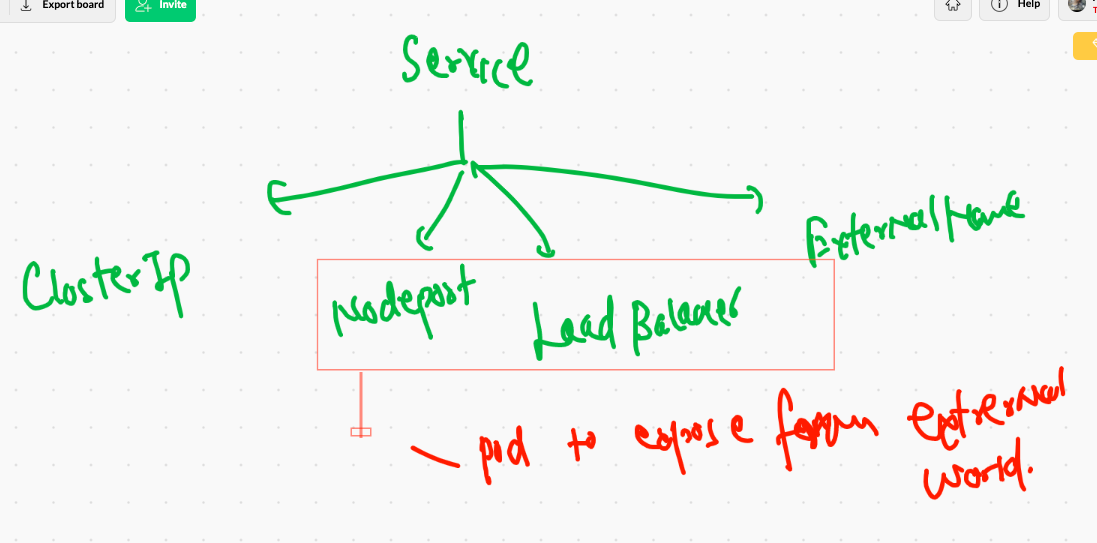 Export board
Invite
Help
Service
ClusterIp
Nodeport
Load Balancer
ExternalName
pod to expose from external
world.